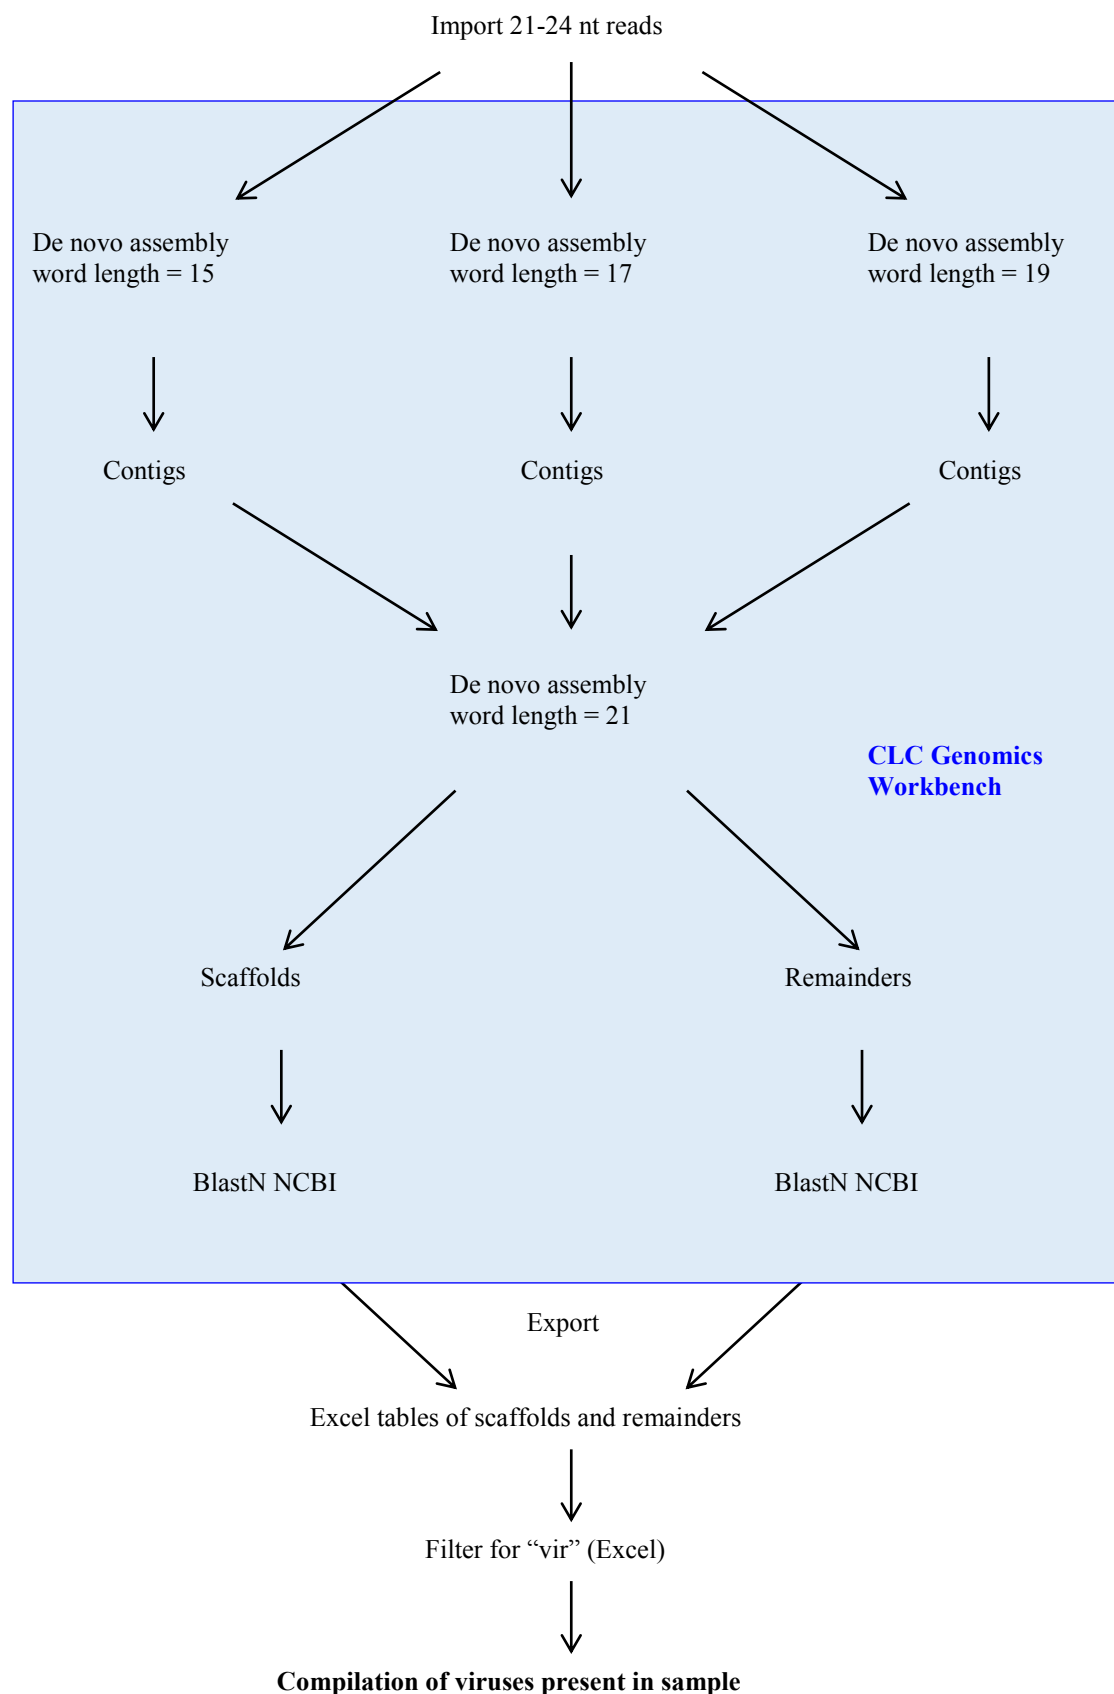 Import 21-24 nt reads
De novo assembly
word length = 15
De novo assembly
word length = 17
De novo assembly
word length = 19
Contigs
Contigs
Contigs
De novo assembly
word length = 21
CLC Genomics
Workbench
Scaffolds
Remainders
BlastN NCBI
BlastN NCBI
Export
Excel tables of scaffolds and remainders
Filter for “vir” (Excel)
Compilation of viruses present in sample